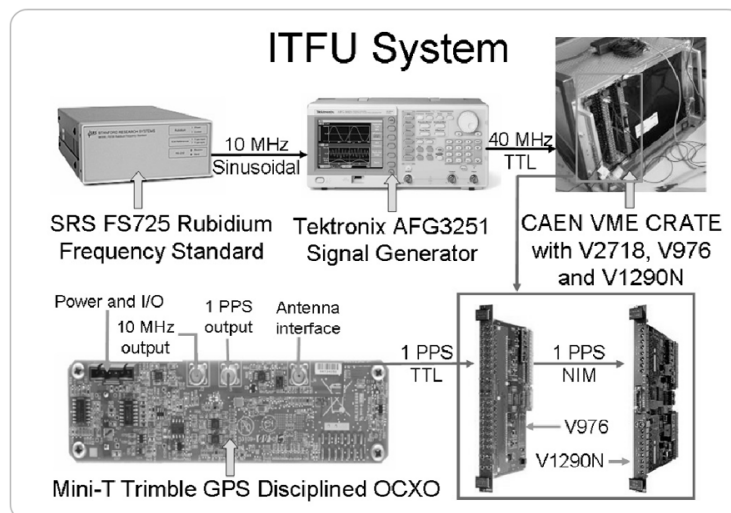 ITFU System
10 MHz
Sinusoidal
40 MHz
TTL
SRS FS725 Rubidium
Frequency Standard
Tektronix AFG3251
Signal Generator
CAEN VME CRATE
with V2718, V976
and V1290N
Power and I/O
10 MHz
output
1 PPS
output
Antenna
interface
1 PPS
TTL
1 PPS
NIM
V976
V1290N
Mini-T Trimble GPS Disciplined OCXO